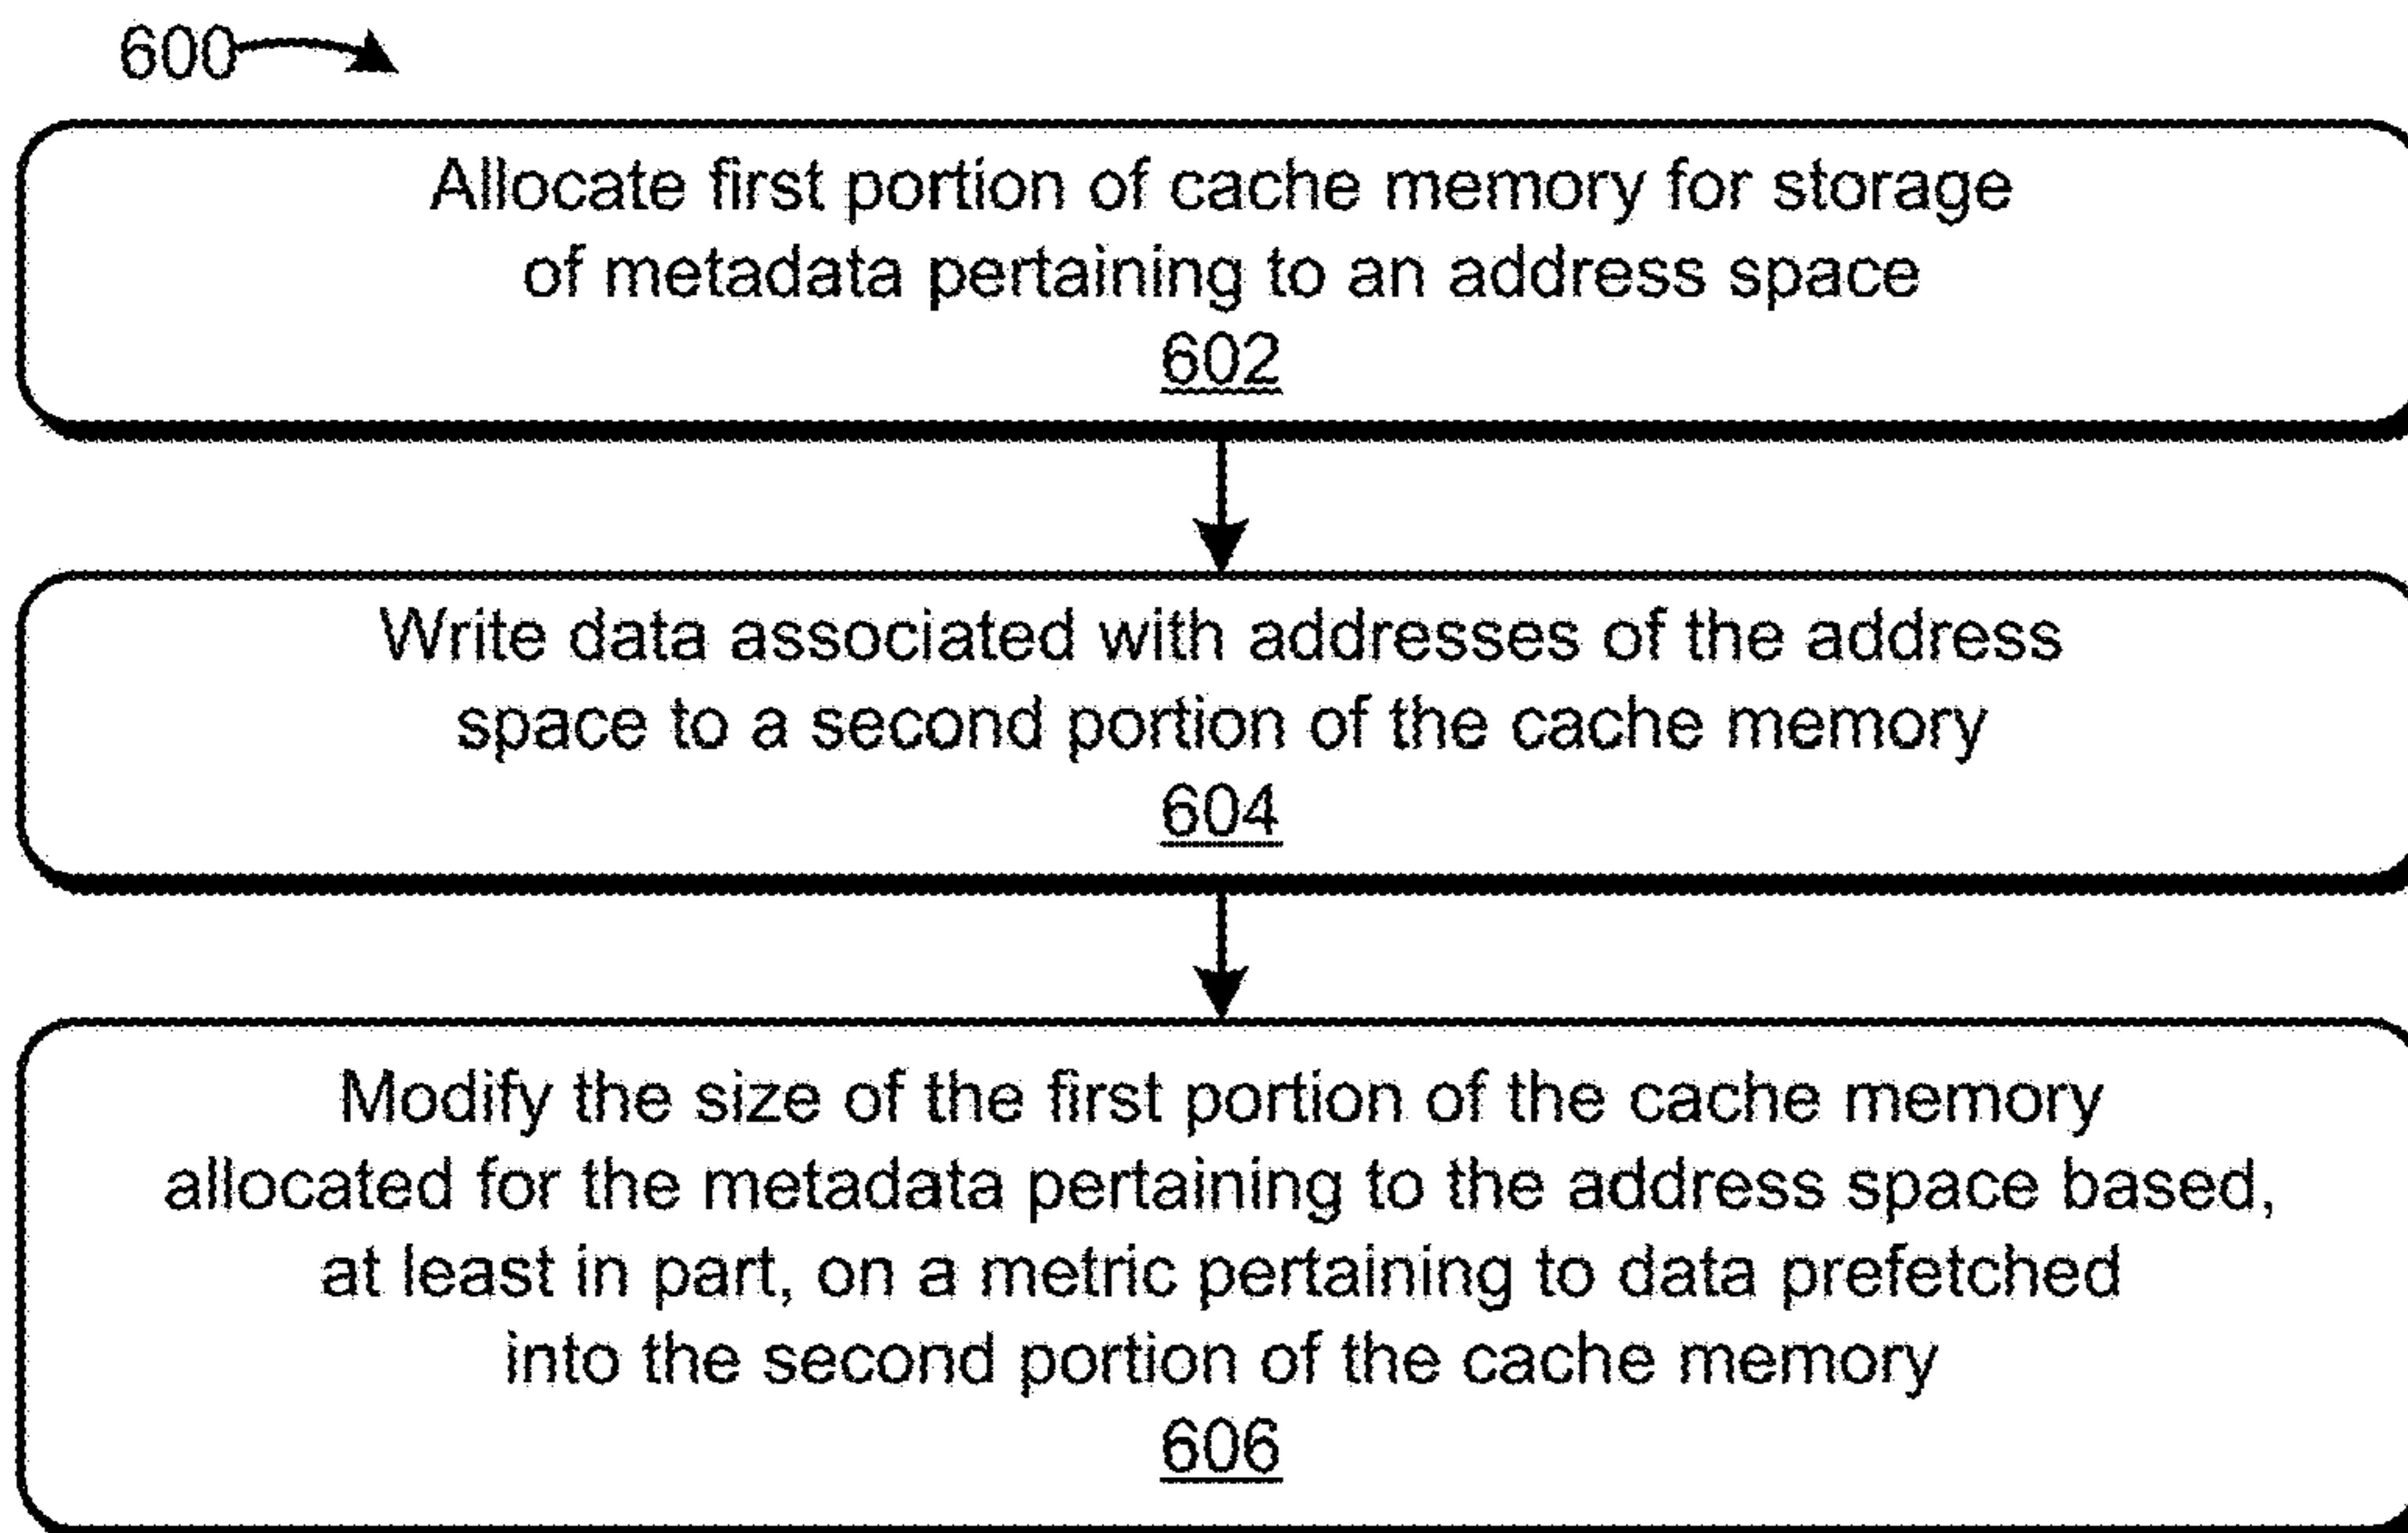 600
Allocate first portion of cache memory for storage
of metadata pertaining to an address space
602
Write data associated with addresses of the address
space to a second portion of the cache memory
604
Modify the size of the first portion of the cache memory
allocated for the metadata pertaining to the address space based,
at least in part, on a metric pertaining to data prefetched
into the second portion of the cache memory
606